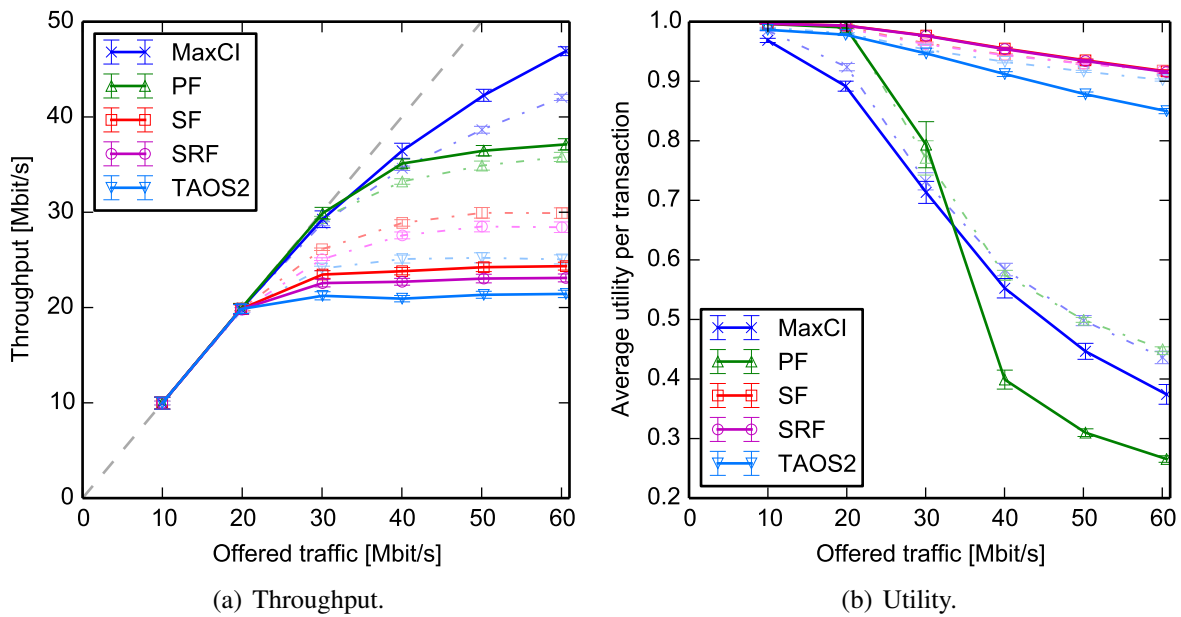 50
40
30
20
10
0
Throughput [Mbit/s]
MaxCI
PF
SF
SRF
TAOS2
0 10 20 30 40 50 60
Offered traffic [Mbit/s]
(a) Throughput.
1.0
0.9
0.8
0.7
0.6
0.5
0.4
0.3
0.2
Average utility per transaction
MaxCI
PF
SF
SRF
TAOS2
0 10 20 30 40 50 60
Offered traffic [Mbit/s]
(b) Utility.